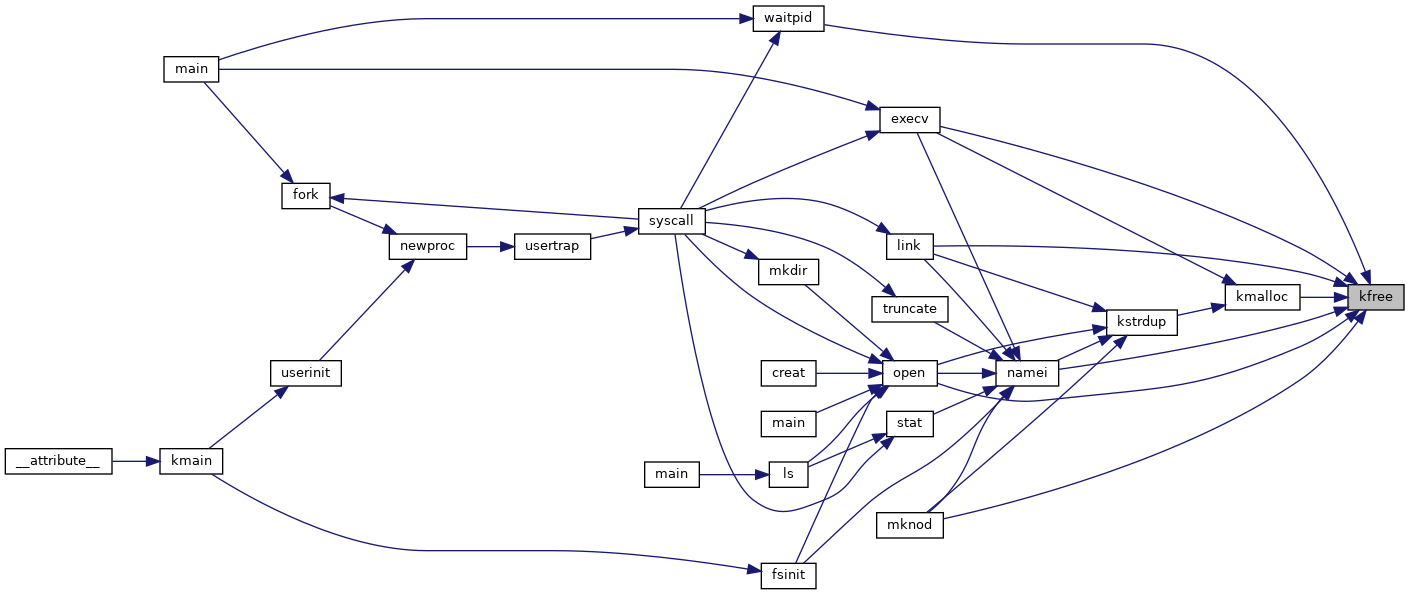 waitpid
main
execv
fork
syscall
newproc
usertrap
link
mkdir
kmalloc
kfree
truncate
kstrdup
userinit
creat
open
namei
main
stat
__attribute__
kmain
main
ls
mknod
fsinit